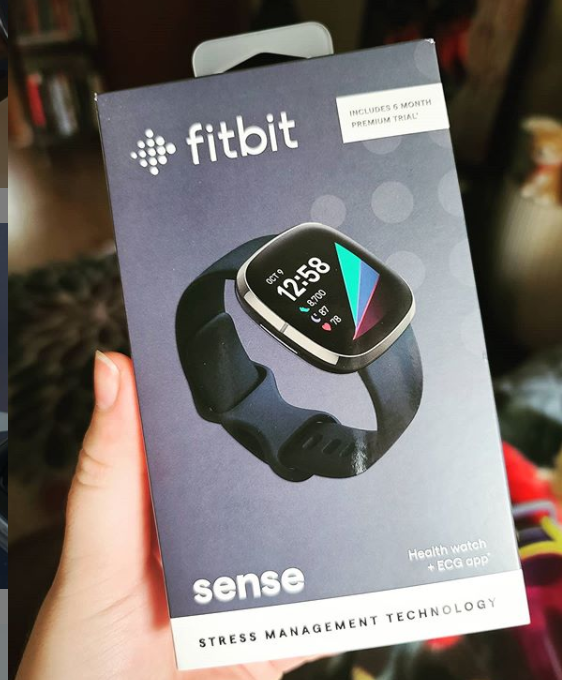 INCLUDES 6 MONTH
PREMIUM TRIAL*
fitbit
OCT 9
12:58
8,700
87
78
Health watch
+ ECG app*
sense
STRESS MANAGEMENT TECHNOLOGY